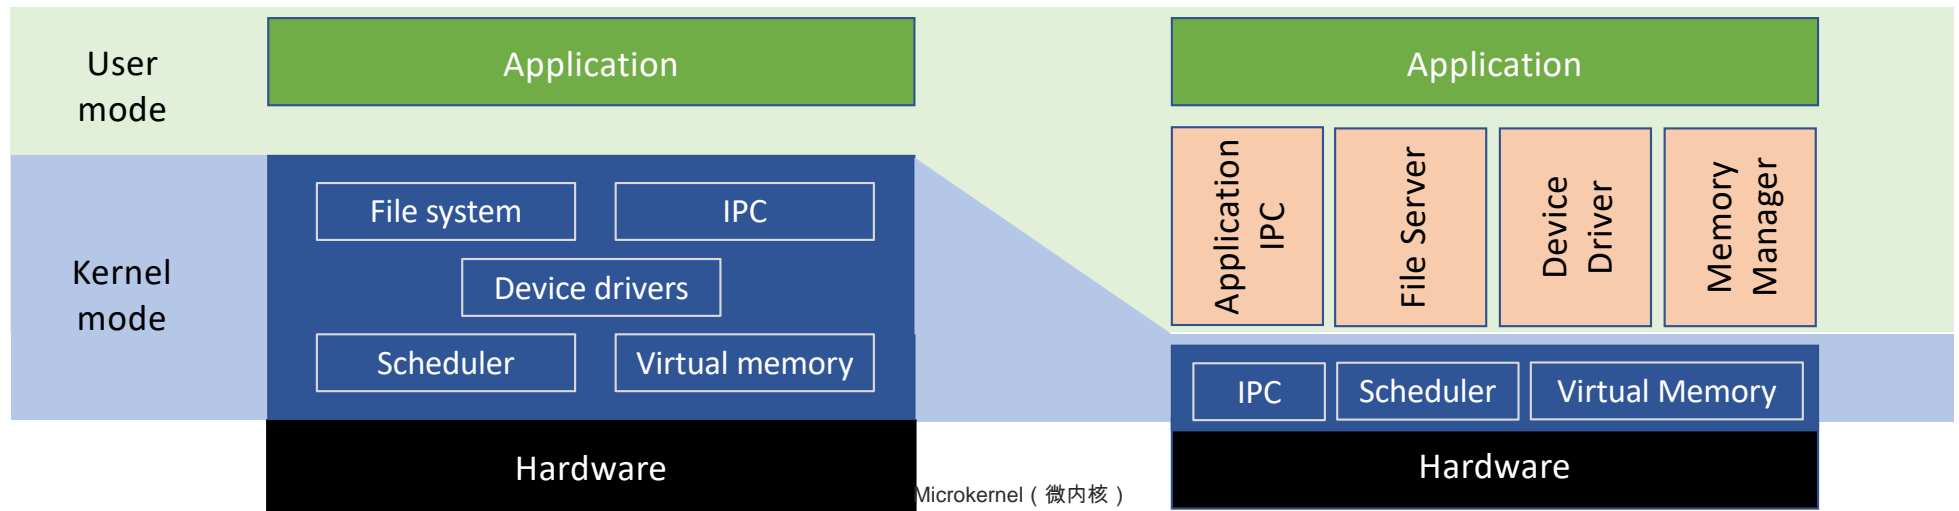 User
mode
Application
Kernel
mode
File system
IPC
Device drivers
Scheduler
Virtual memory
Hardware
Application
Application
IPC
File Server
Device
Driver
Memory
Manager
IPC
Scheduler
Virtual Memory
Hardware
Microkernel（微内核）